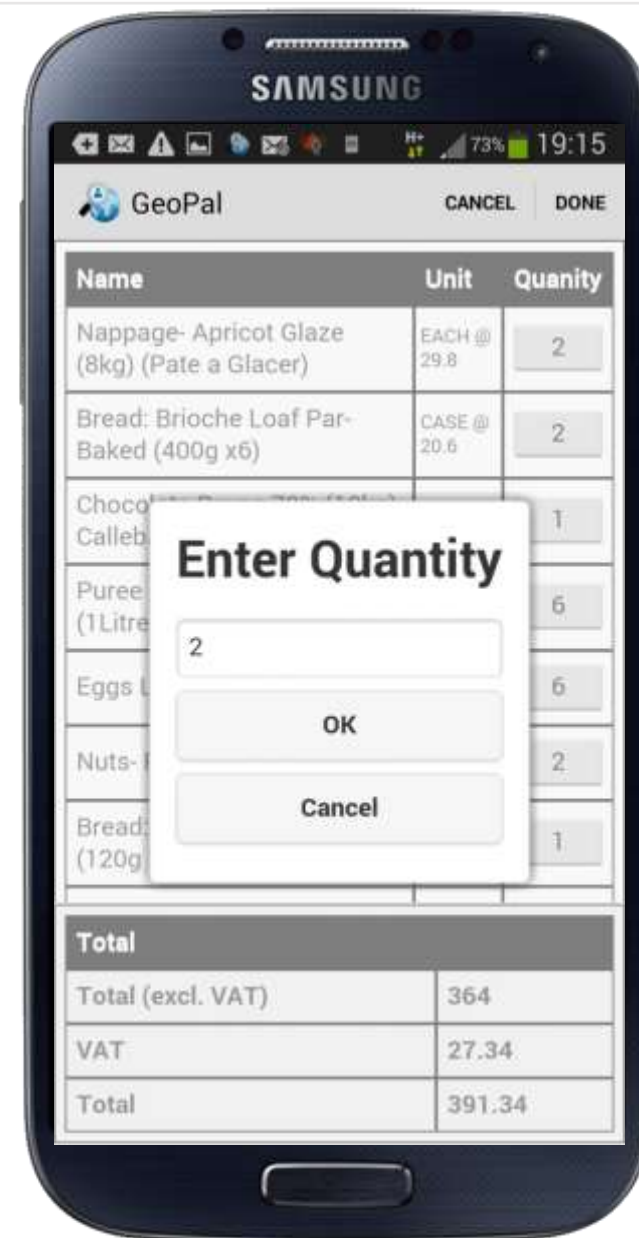 SAMSUNG
73% 19:15
GeoPal CANCEL DONE
Name Unit Quanity
Nappage- Apricot Glaze EACH @ 2
(8kg) (Pate a Glacer) 29.8
Bread: Brioche Loaf Par- CASE @ 2
Baked (400g x6) 20.6
1
Enter Quantity
Puree 6
(1Litre
2
Eggs 6
OK
Nuts- 2
Cancel
Bread: 1
(120g
Total
Total (excl. VAT) 364
VAT 27.34
Total 391.34